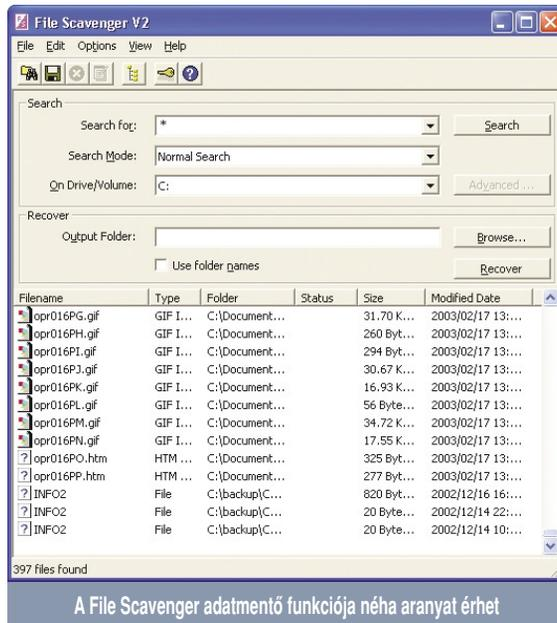 File Scavenger V2
File Edit Options View Help
Search
Search for: * Search
Search Mode: Normal Search
On Drive/Volume: C: Advanced ...
Recover
Output Folder: Browse...
Use folder names Recover
Filename Type Folder Status Size Modified Date
opr016PG.gif GIF I... C:\Document... 31.70 K... 2003/02/17 13:...
opr016PH.gif GIF I... C:\Document... 260 Byt... 2003/02/17 13:...
opr016PI.gif GIF I... C:\Document... 294 Byt... 2003/02/17 13:...
opr016PJ.gif GIF I... C:\Document... 30.67 K... 2003/02/17 13:...
opr016PK.gif GIF I... C:\Document... 16.93 K... 2003/02/17 13:...
opr016PL.gif GIF I... C:\Document... 56 Byte... 2003/02/17 13:...
opr016PM.gif GIF I... C:\Document... 34.72 K... 2003/02/17 13:...
opr016PN.gif GIF I... C:\Document... 17.55 K... 2003/02/17 13:...
opr016PO.htm HTM ... C:\Document... 325 Byt... 2003/02/17 13:...
opr016PP.htm HTM ... C:\Document... 277 Byt... 2003/02/17 13:...
INFO2 File C:\backup\C... 820 Byt... 2002/12/16 16:...
INFO2 File C:\backup\C... 20 Byte... 2002/12/14 22:...
INFO2 File C:\backup\C... 20 Byte... 2002/12/14 10:...
397 files found
A File Scavenger adatmentő funkciója néha aranyat érhet